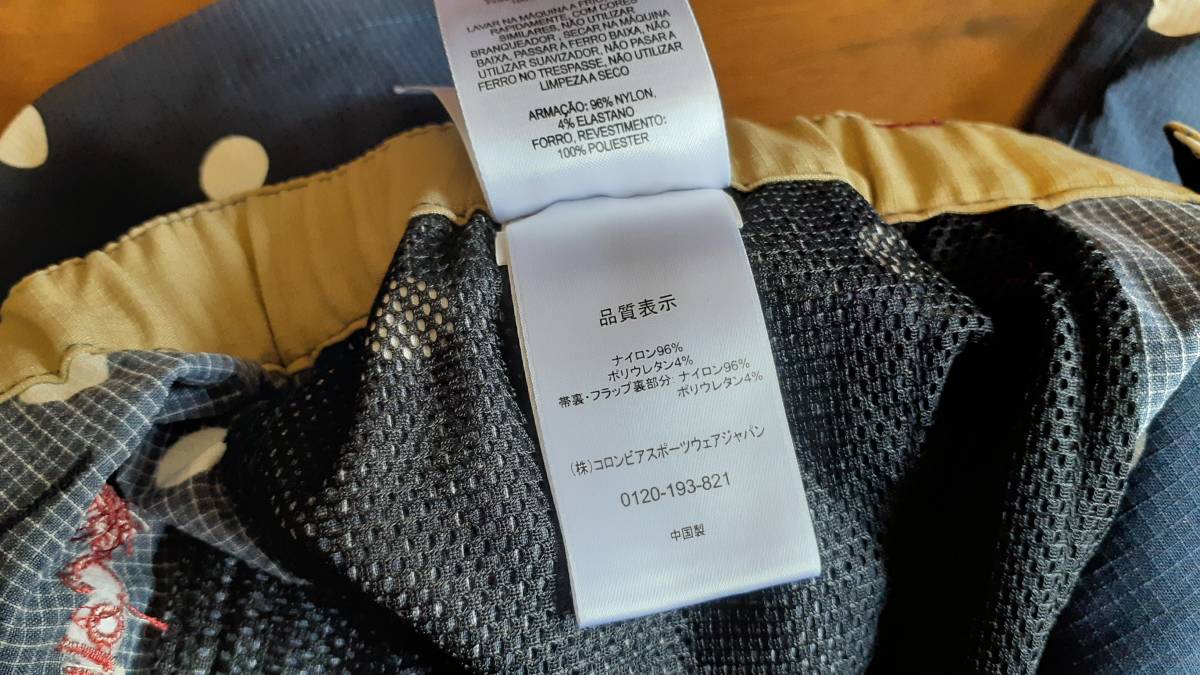 LAVAR NA MÁQUINA A FRIO
RAPIDAMENTE, COM CORES
SIMILARES, NÃO UTILIZAR
BRANQUEADOR, SECAR NA MÁQUINA
BAIXA, PASSAR A FERRO BAIXA, NÃO
UTILIZAR SUAVIZADOR, NÃO PASSAR A
FERRO NO TRESPASSE, NÃO UTILIZAR
LIMPEZA A SECO
ARMAÇÃO: 96% NYLON,
4% ELASTANO
FORRO, REVESTIMENTO:
100% POLIESTER
品質表示
ナイロン96%
ポリウレタン4%
帯裏・フラップ裏部分: ナイロン96%
ポリウレタン4%
(株)コロンビアスポーツウェアジャパン
0120-193-821
中国製